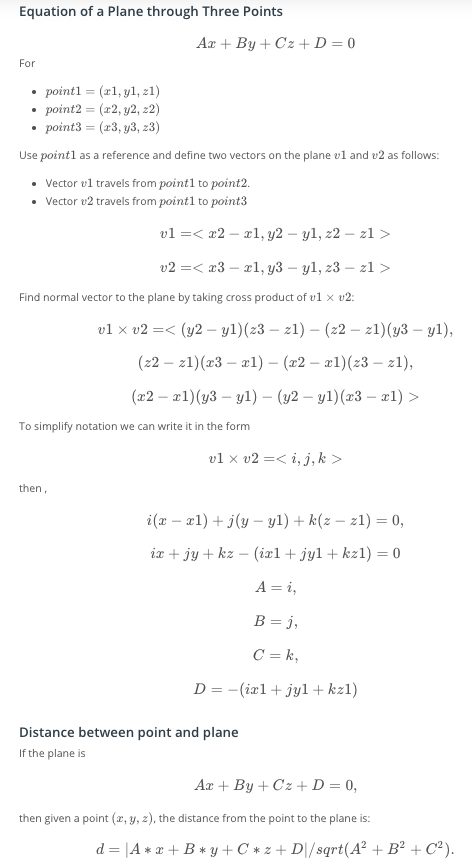 Equation of a Plane through Three Points
Ax + By + Cz + D = 0
For
• point1 = (x1, y1, z1)
• point2 = (x2, y2, z2)
• point3 = (x3, y3, z3)
Use point1 as a reference and define two vectors on the plane v1 and v2 as follows:
• Vector v1 travels from point1 to point2.
• Vector v2 travels from point1 to point3
v1 =< x2 − x1, y2 − y1, z2 − z1 >
v2 =< x3 − x1, y3 − y1, z3 − z1 >
Find normal vector to the plane by taking cross product of v1 × v2:
v1 × v2 =< (y2 − y1)(z3 − z1) − (z2 − z1)(y3 − y1),
(z2 − z1)(x3 − x1) − (x2 − x1)(z3 − z1),
(x2 − x1)(y3 − y1) − (y2 − y1)(x3 − x1) >
To simplify notation we can write it in the form
v1 × v2 =< i, j, k >
then ,
i(x − x1) + j(y − y1) + k(z − z1) = 0,
ix + jy + kz − (ix1 + jy1 + kz1) = 0
A = i,
B = j,
C = k,
D = −(ix1 + jy1 + kz1)
Distance between point and plane
If the plane is
Ax + By + Cz + D = 0,
then given a point (x, y, z), the distance from the point to the plane is:
d = |A ∗ x + B ∗ y + C ∗ z + D|/sqrt(A² + B² + C²).